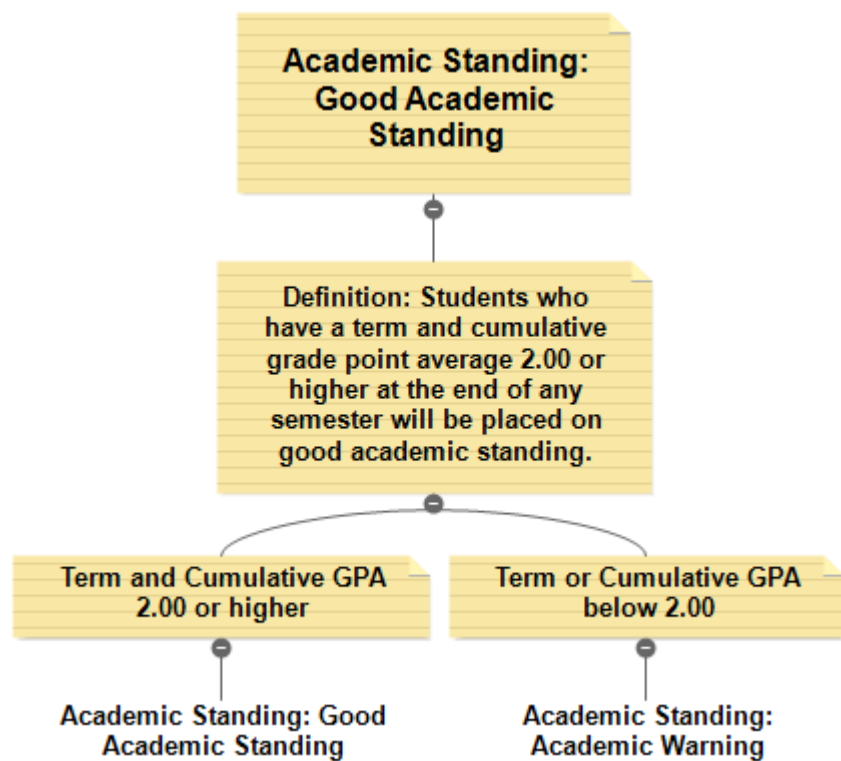 Academic Standing:
Good Academic
Standing
Definition: Students who
have a term and cumulative
grade point average 2.00 or
higher at the end of any
semester will be placed on
good academic standing.
Term and Cumulative GPA
2.00 or higher
Term or Cumulative GPA
below 2.00
Academic Standing: Good
Academic Standing
Academic Standing:
Academic Warning